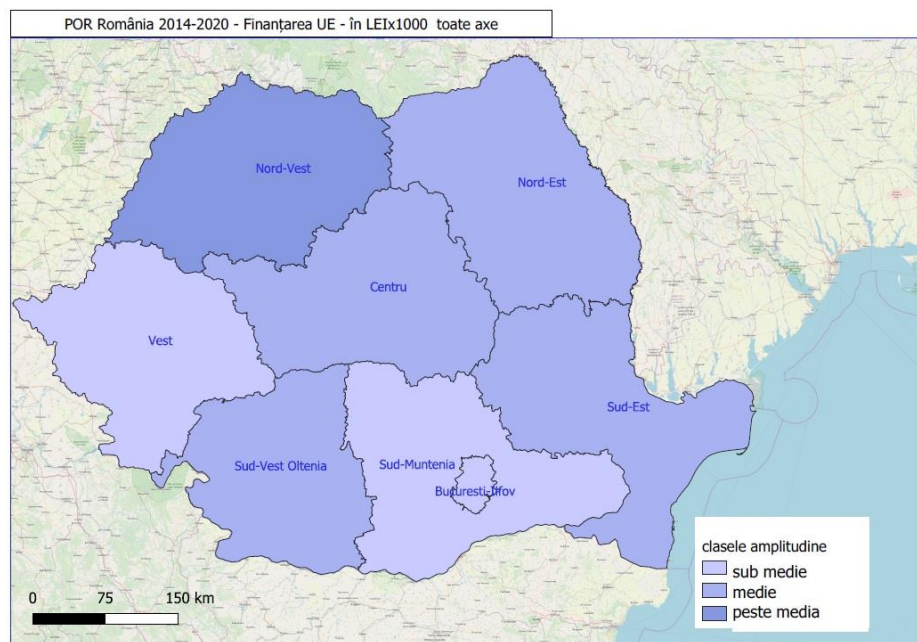 POR România 2014-2020 - Finanțarea UE - în LEIx1000 toate axe
Nord-Vest
Nord-Est
Centru
Vest
Sud-Est
Sud-Vest Oltenia
Sud-Muntenia
Bucuresti-Ilfov
clasele amplitudine
sub medie
medie
peste media
0 75 150 km